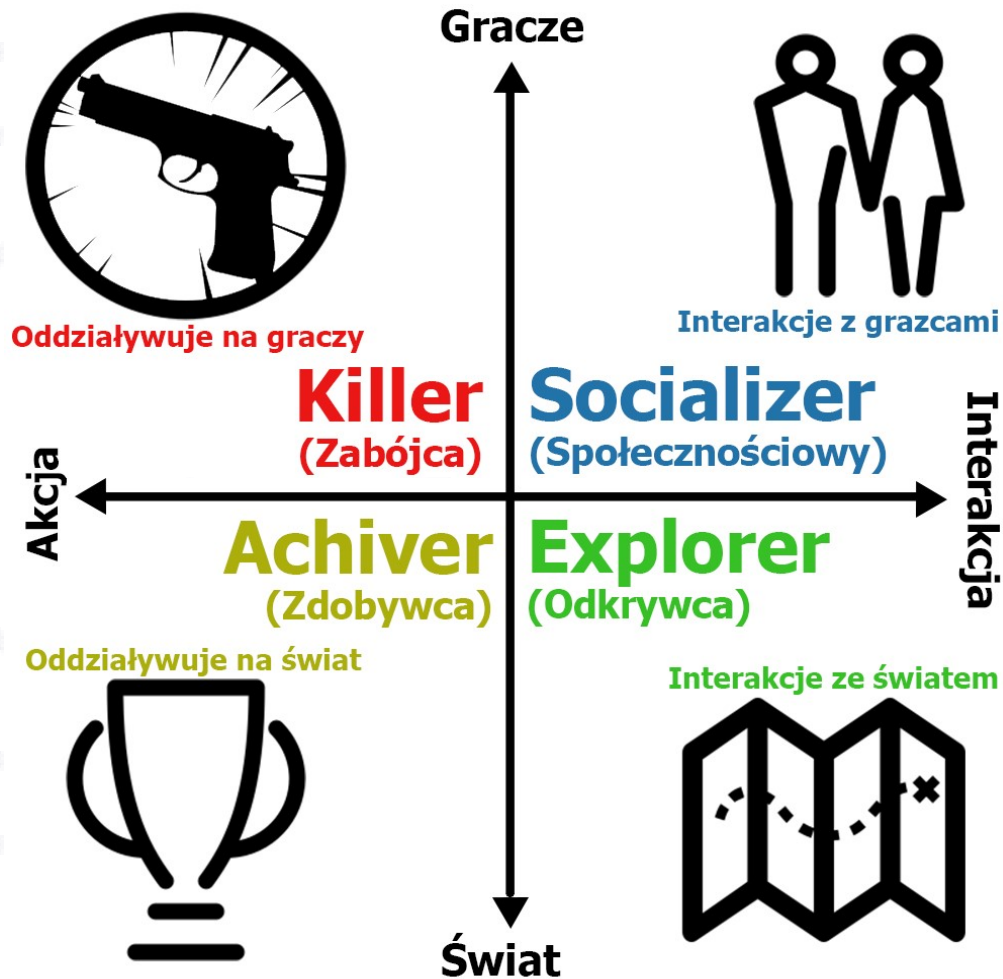 Gracze
Oddziaływuje na graczy
Interakcje z grazcami
Killer
(Zabójca)
Socializer
(Społecznościowy)
Akcja
Interakcja
Achiver
(Zdobywca)
Explorer
(Odkrywca)
Oddziaływuje na świat
Interakcje ze światem
Świat